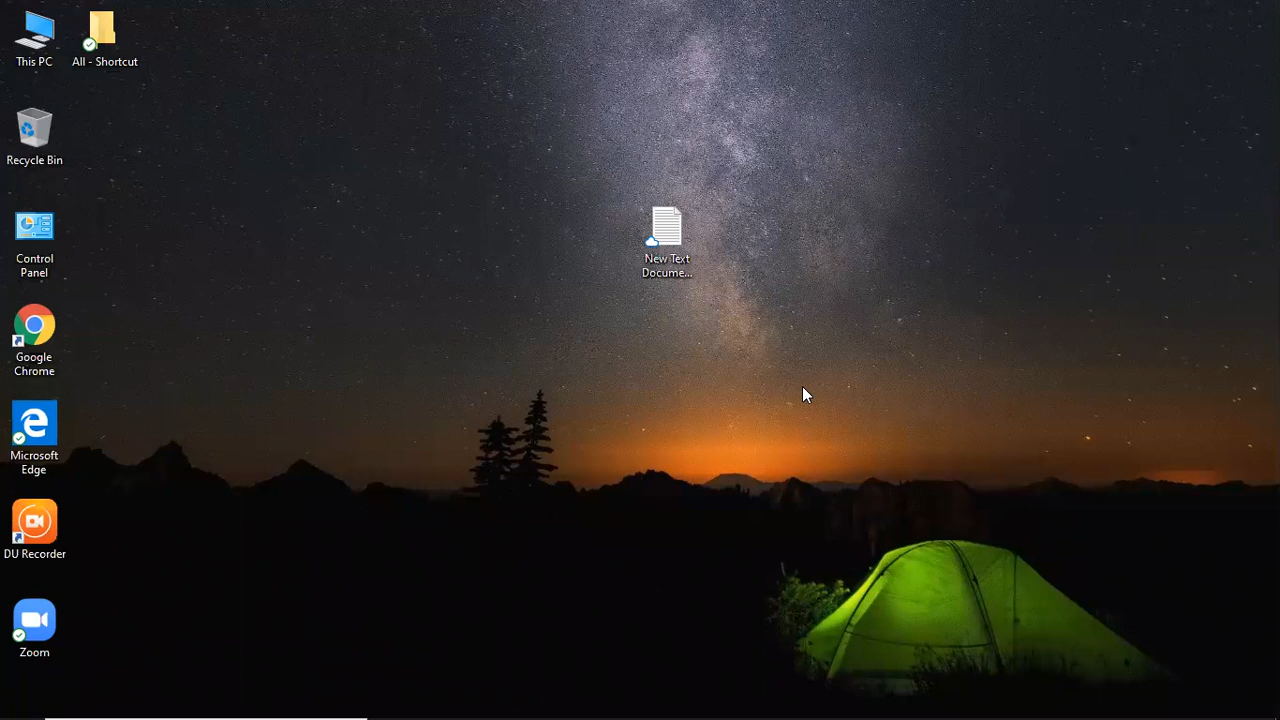 This PC
All - Shortcut
Recycle Bin
New Text
Docume...
Control
Panel
Google
Chrome
Microsoft
Edge
DU Recorder
Zoom